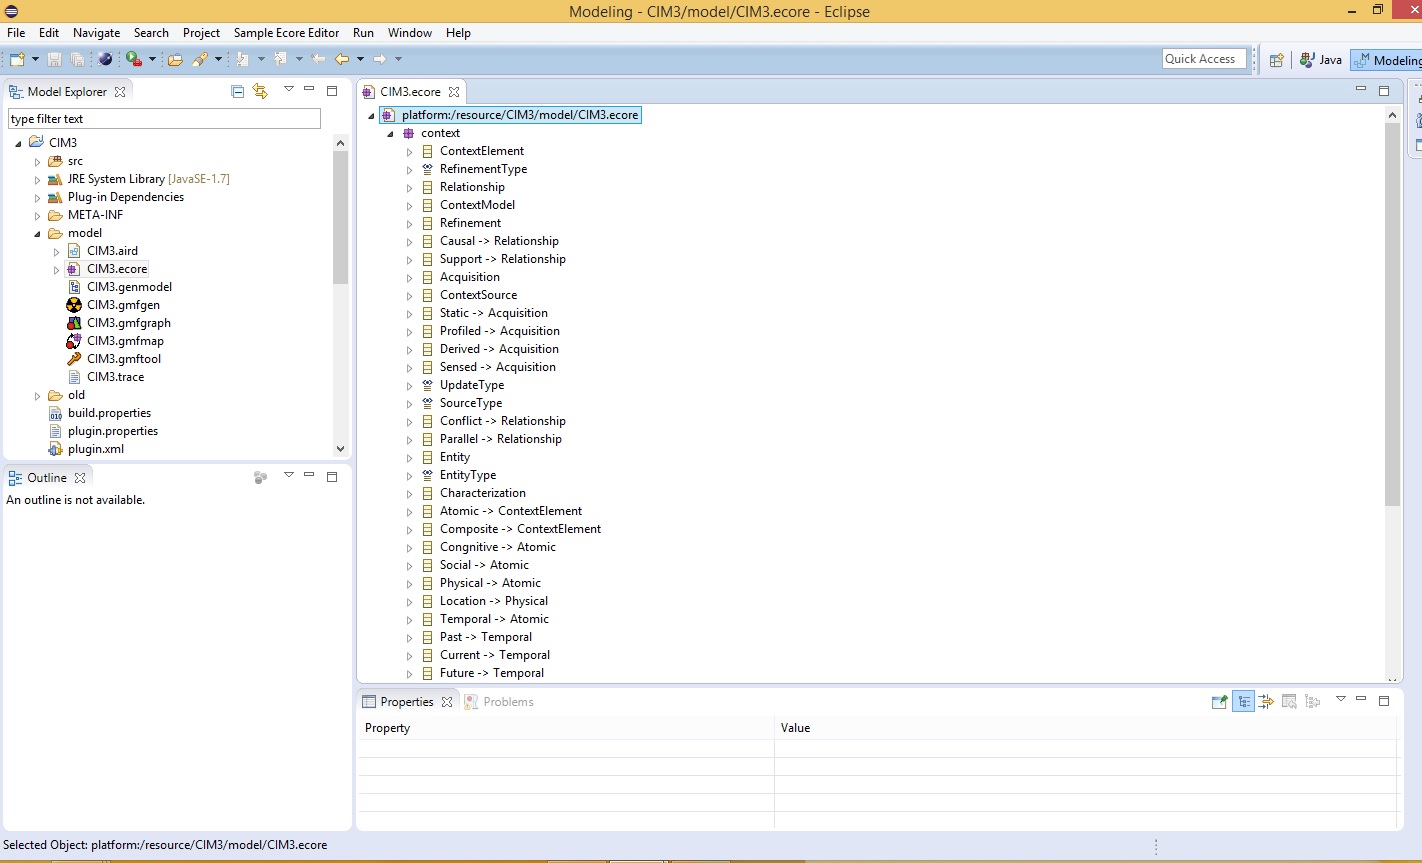 Modeling - CIM3/model/CIM3.ecore - Eclipse
File Edit Navigate Search Project Sample Ecore Editor Run Window Help
Quick Access Java Modeling
Model Explorer
type filter text
CIM3
src
JRE System Library [JavaSE-1.7]
Plug-in Dependencies
META-INF
model
CIM3.aird
CIM3.ecore
CIM3.genmodel
CIM3.gmfgen
CIM3.gmfgraph
CIM3.gmfmap
CIM3.gmftool
CIM3.trace
old
build.properties
plugin.properties
plugin.xml
Outline
An outline is not available.
CIM3.ecore
platform:/resource/CIM3/model/CIM3.ecore
context
ContextElement
RefinementType
Relationship
ContextModel
Refinement
Causal -> Relationship
Support -> Relationship
Acquisition
ContextSource
Static -> Acquisition
Profiled -> Acquisition
Derived -> Acquisition
Sensed -> Acquisition
UpdateType
SourceType
Conflict -> Relationship
Parallel -> Relationship
Entity
EntityType
Characterization
Atomic -> ContextElement
Composite -> ContextElement
Congnitive -> Atomic
Social -> Atomic
Physical -> Atomic
Location -> Physical
Temporal -> Atomic
Past -> Temporal
Current -> Temporal
Future -> Temporal
Properties Problems
Property Value
Selected Object: platform:/resource/CIM3/model/CIM3.ecore